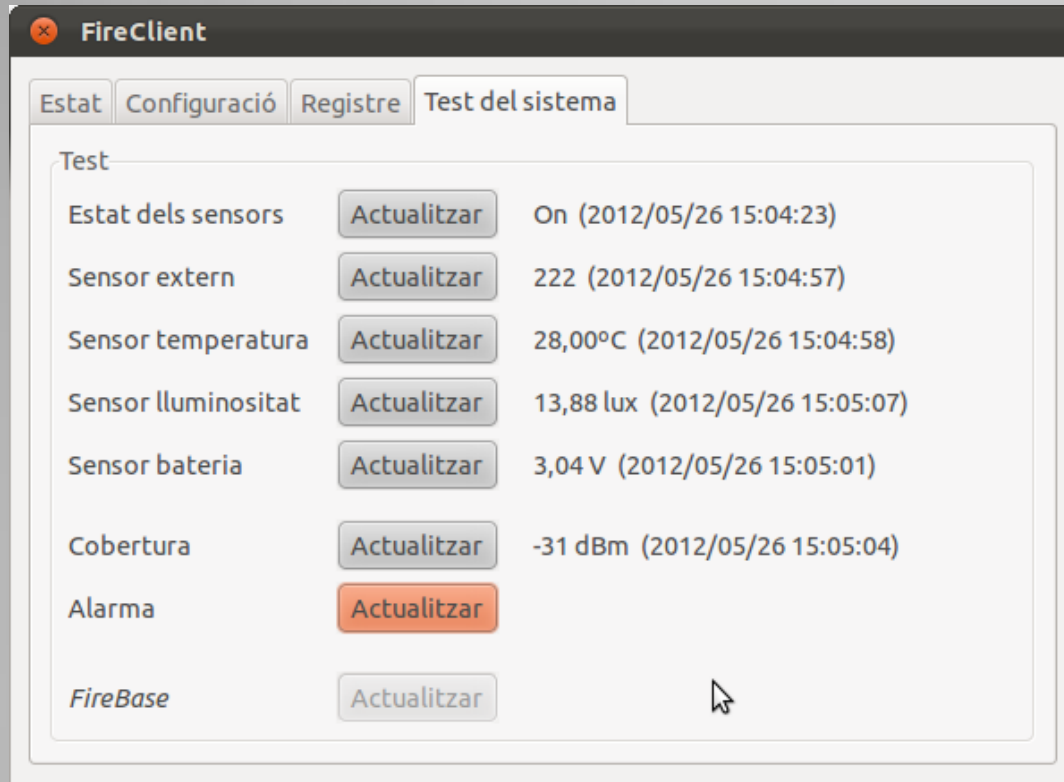 FireClient
Estat Configuració Registre Test del sistema
Test
Estat dels sensors Actualitzar On (2012/05/26 15:04:23)
Sensor extern Actualitzar 222 (2012/05/26 15:04:57)
Sensor temperatura Actualitzar 28,00ºC (2012/05/26 15:04:58)
Sensor lluminositat Actualitzar 13,88 lux (2012/05/26 15:05:07)
Sensor bateria Actualitzar 3,04 V (2012/05/26 15:05:01)
Cobertura Actualitzar -31 dBm (2012/05/26 15:05:04)
Alarma Actualitzar
FireBase Actualitzar